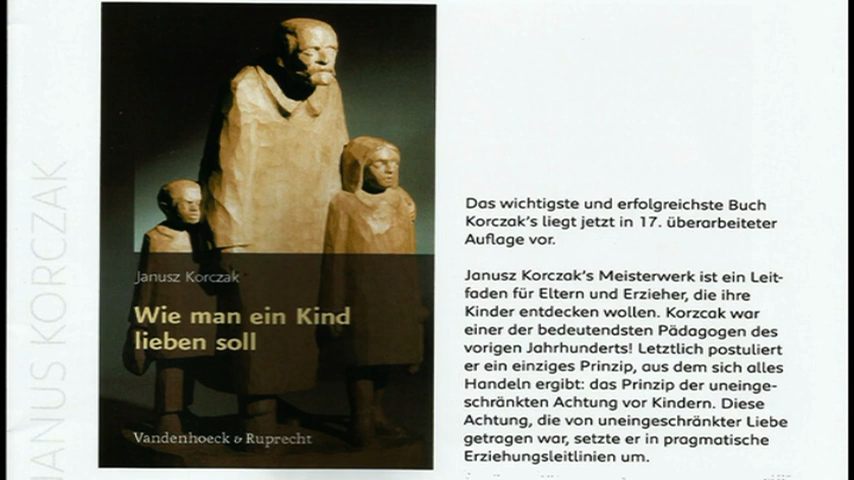 JANUS KORCZAK
Janusz Korczak
Wie man ein Kind
lieben soll
Vandenhoeck & Ruprecht
Das wichtigste und erfolgreichste Buch
Korczak's liegt jetzt in 17. überarbeiteter
Auflage vor.
Janusz Korczak's Meisterwerk ist ein Leit-
faden für Eltern und Erzieher, die ihre
Kinder entdecken wollen. Korzcak war
einer der bedeutendsten Pädagogen des
vorigen Jahrhunderts! Letztlich postuliert
er ein einziges Prinzip, aus dem sich alles
Handeln ergibt: das Prinzip der uneinge-
schränkten Achtung vor Kindern. Diese
Achtung, die von uneingeschränkter Liebe
getragen war, setzte er in pragmatische
Erziehungsleitlinien um.